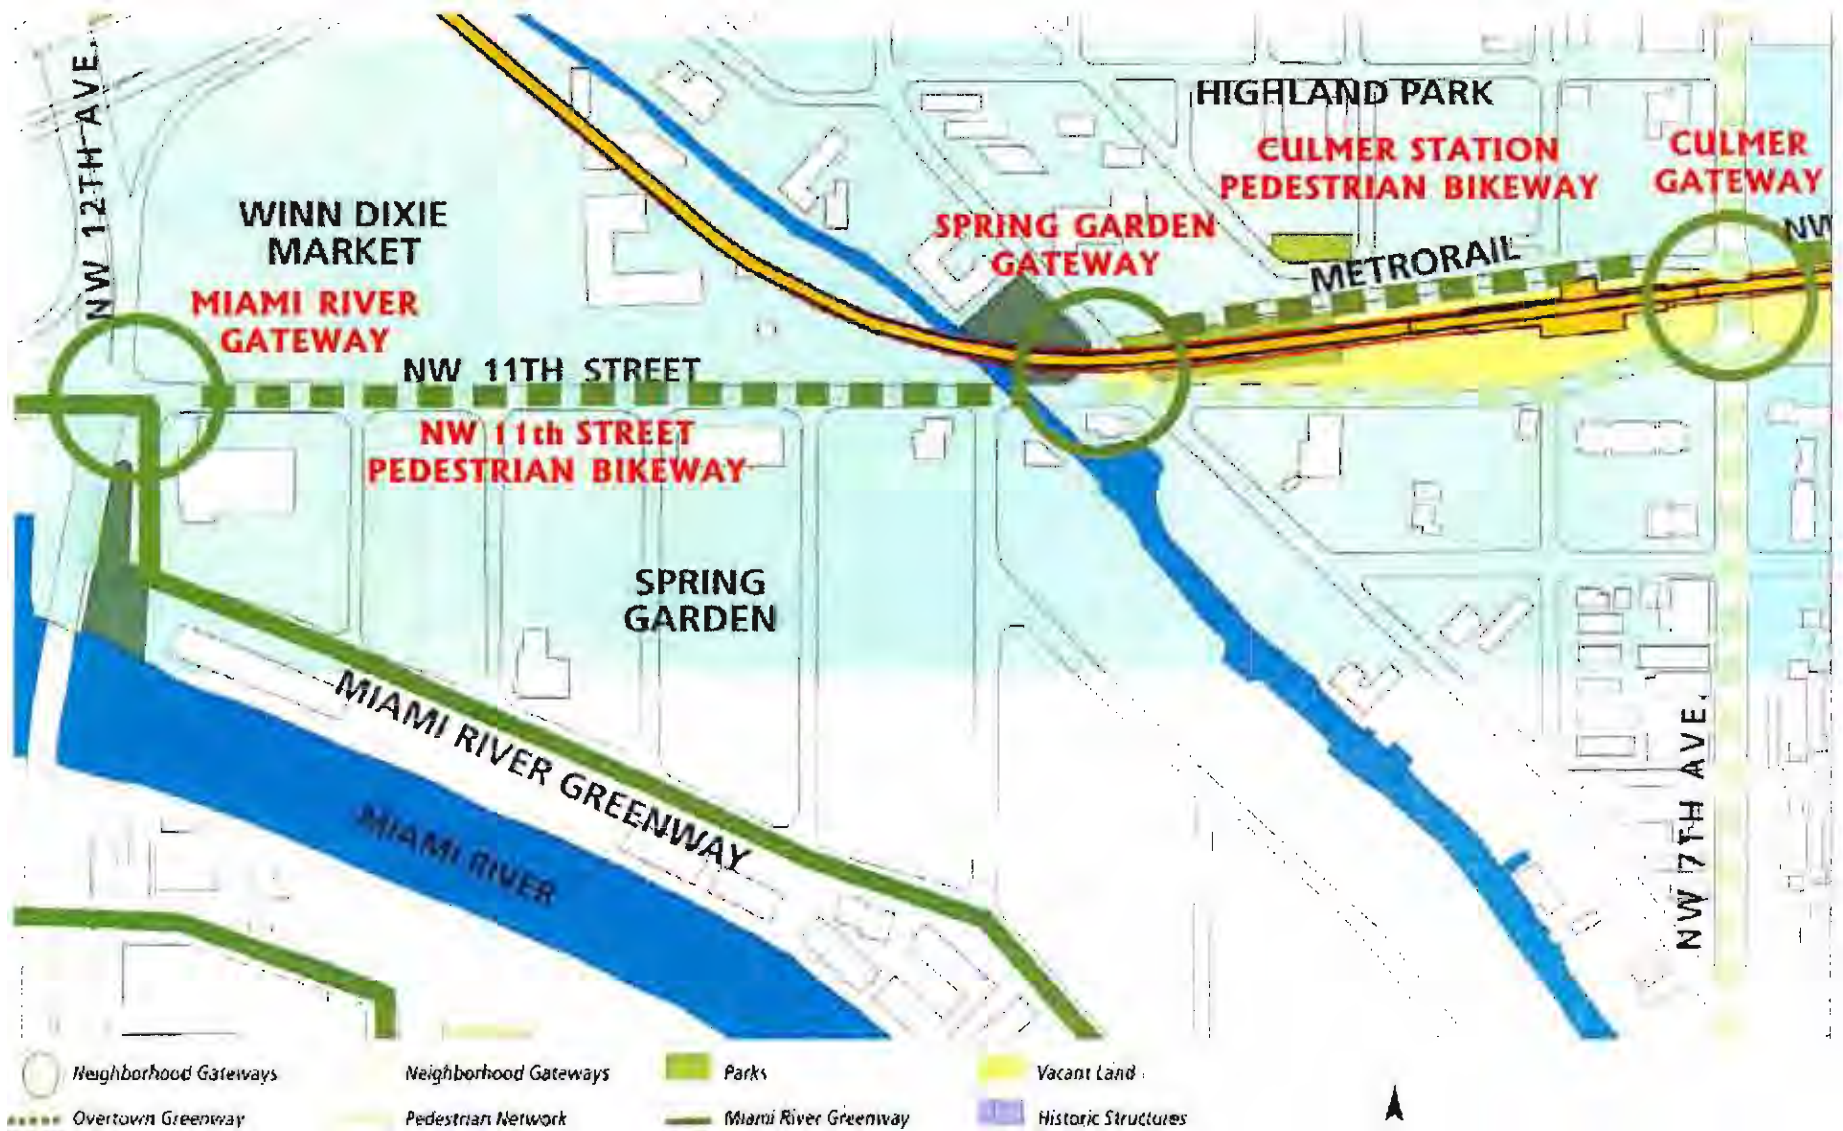 NW 12TH AVE.
HIGHLAND PARK
CULMER STATION
PEDESTRIAN BIKEWAY
CULMER
GATEWAY
WINN DIXIE
MARKET
SPRING GARDEN
GATEWAY
NW
METRORAIL
MIAMI RIVER
GATEWAY
NW 11TH STREET
NW 11th STREET
PEDESTRIAN BIKEWAY
SPRING
GARDEN
MIAMI RIVER GREENWAY
MIAMI RIVER
NW 7TH AVE.
Neighborhood Gateways
Neighborhood Gateways
Parks
Vacant Land
Overtown Greenway
Pedestrian Network
Miami River Greenway
Historic Structures